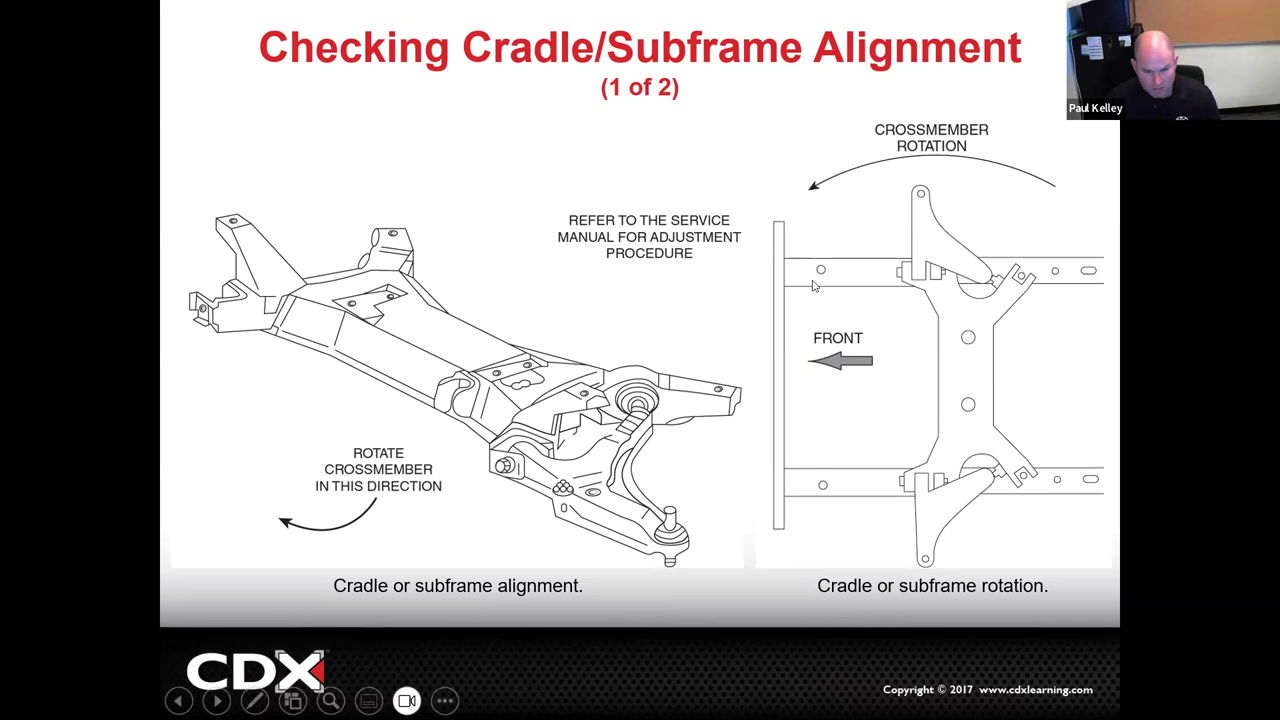 Checking Cradle/Subframe Alignment
(1 of 2)
Paul Kelley
CROSSMEMBER
ROTATION
REFER TO THE SERVICE
MANUAL FOR ADJUSTMENT
PROCEDURE
FRONT
ROTATE
CROSSMEMBER
IN THIS DIRECTION
Cradle or subframe alignment.
Cradle or subframe rotation.
CDX
Copyright © 2017 www.cdxlearning.com